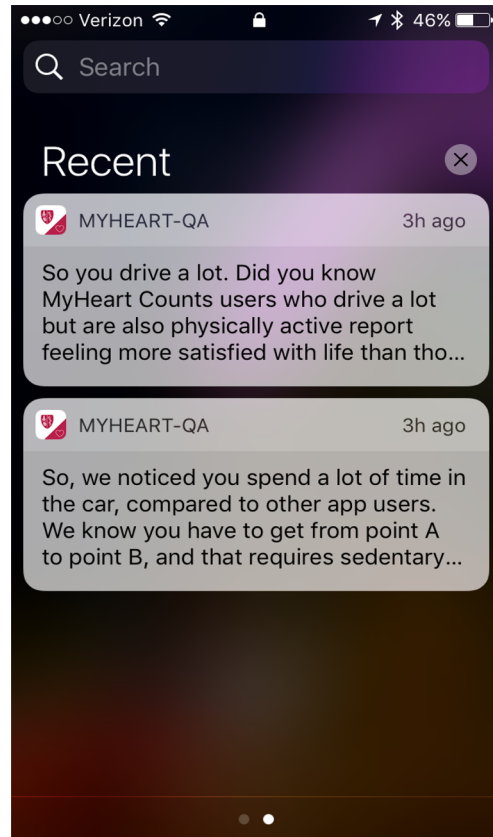 Verizon 46%
Search
Recent
MYHEART-QA 3h ago
So you drive a lot. Did you know
MyHeart Counts users who drive a lot
but are also physically active report
feeling more satisfied with life than tho...
MYHEART-QA 3h ago
So, we noticed you spend a lot of time in
the car, compared to other app users.
We know you have to get from point A
to point B, and that requires sedentary...